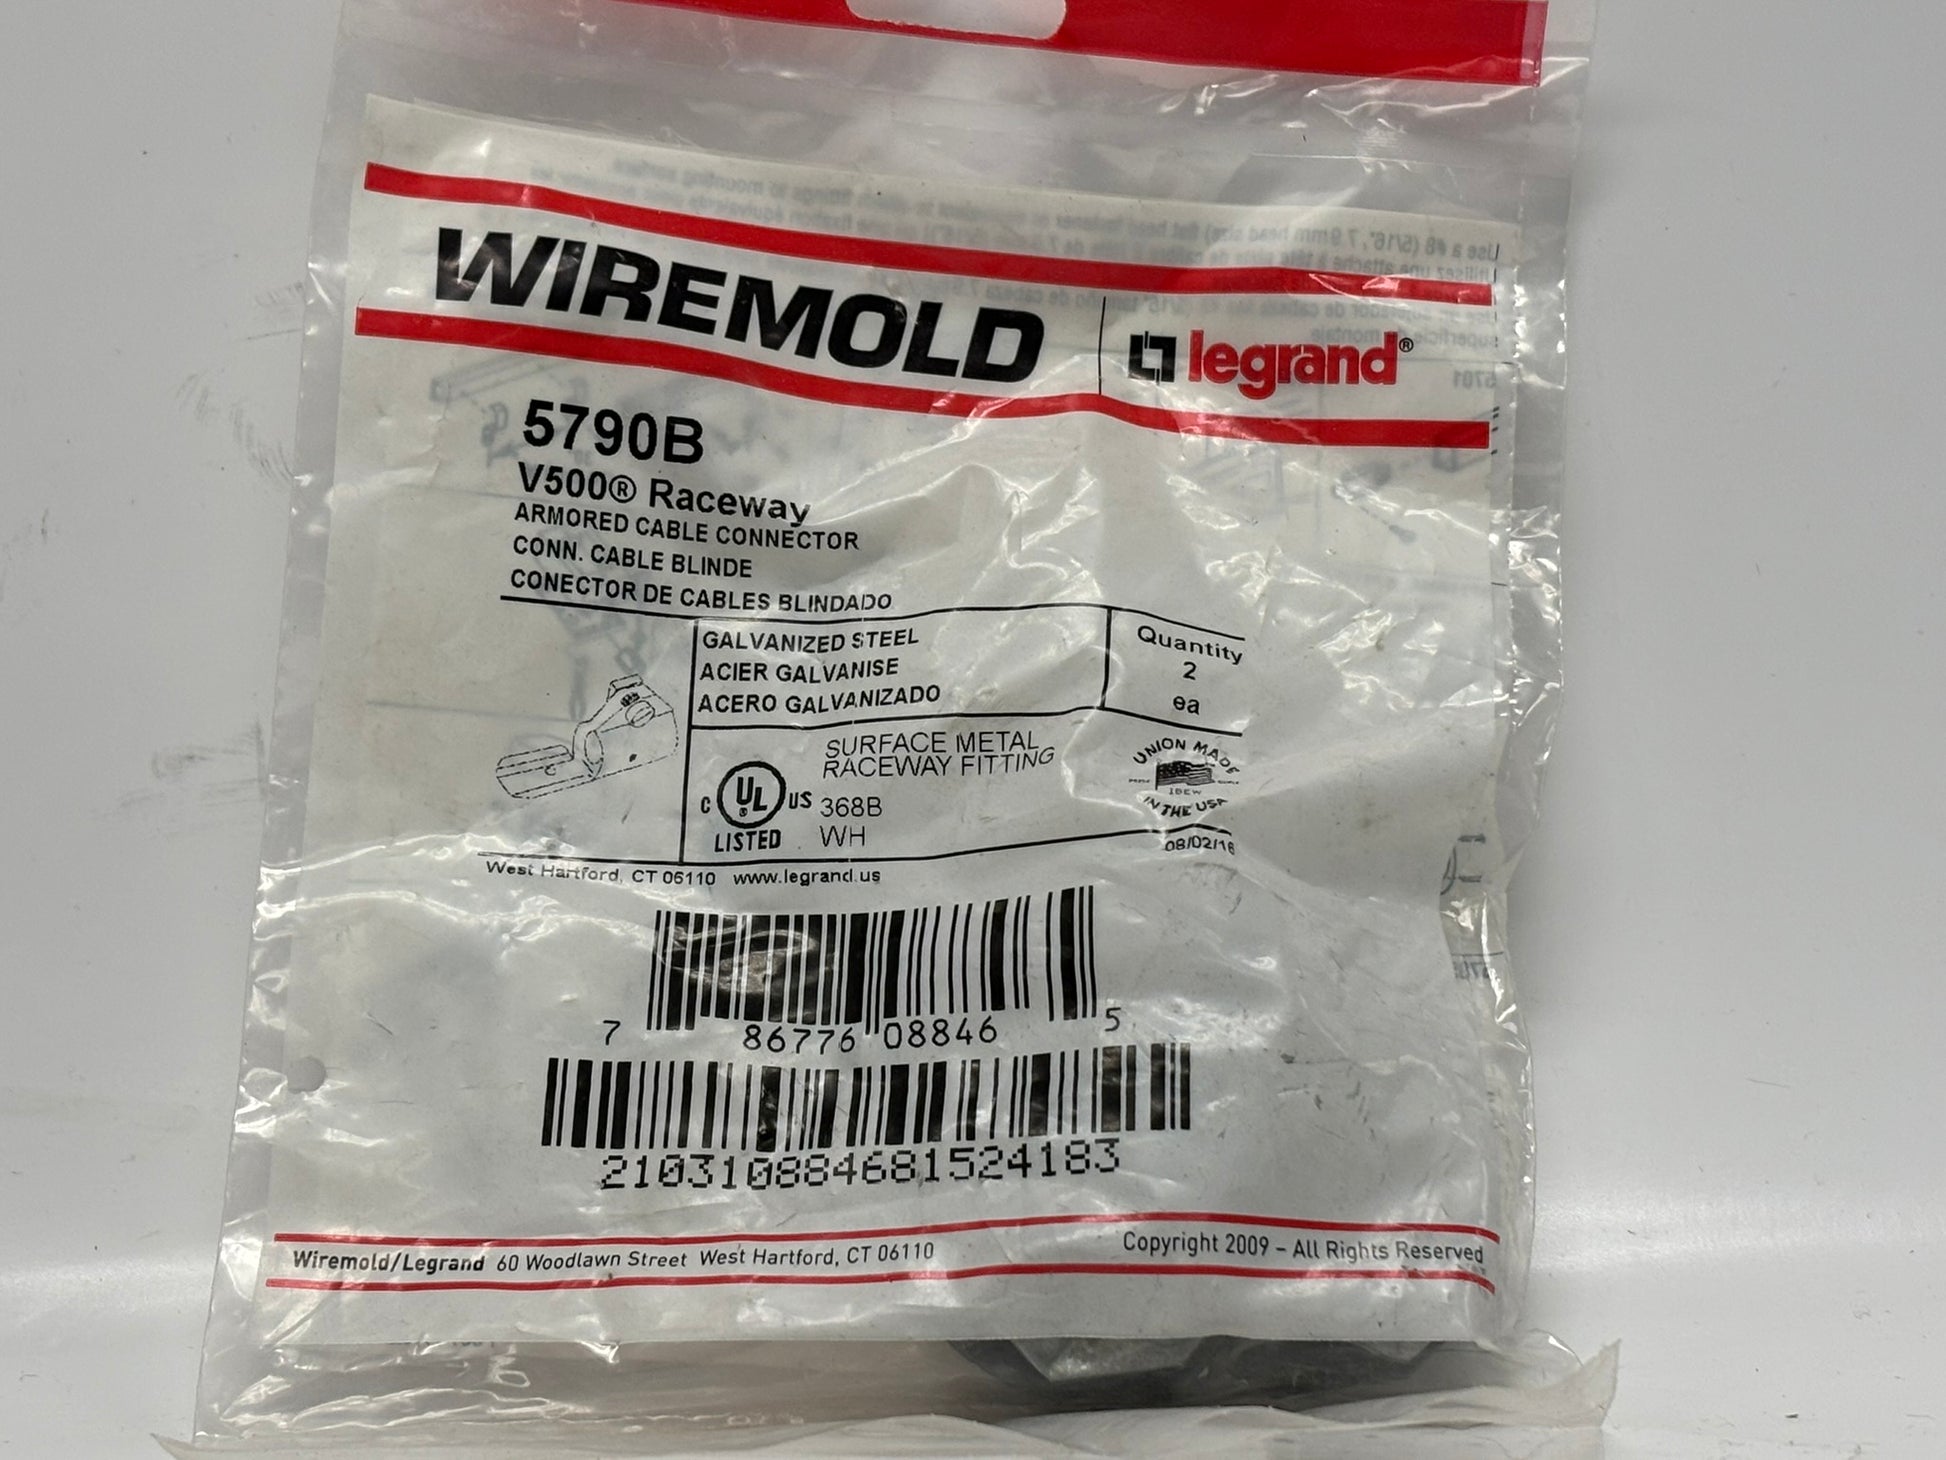 WIREMOLD
legrand®
5790B
V500® Raceway
ARMORED CABLE CONNECTOR
CONN. CABLE BLINDE
CONECTOR DE CABLES BLINDADO
GALVANIZED STEEL
ACIER GALVANISE
ACERO GALVANIZADO
Quantity
2
ea
SURFACE METAL
RACEWAY FITTING
C UL® US
LISTED
368B
WH
UNION MADE
IBEW
IN THE USA
08/02/16
West Hartford, CT 06110 www.legrand.us
7 86776 08846 5
210310884681524183
Wiremold/Legrand 60 Woodlawn Street West Hartford, CT 06110
Copyright 2009 – All Rights Reserved